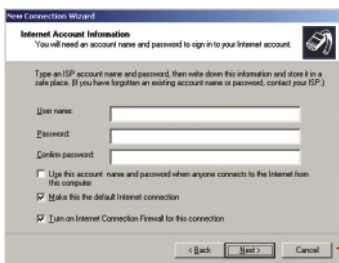 New Connection Wizard
Internet Account Information
You will need an account name and password to sign in to your Internet account.
Type an ISP account name and password, then write down this information and store it in a
safe place. (If you have forgotten an existing account name or password, contact your ISP.)
User name:
Password:
Confirm password:
Use this account name and password when anyone connects to the Internet from
this computer
Make this the default Internet connection
Turn on Internet Connection Firewall for this connection
< Back
Next >
Cancel